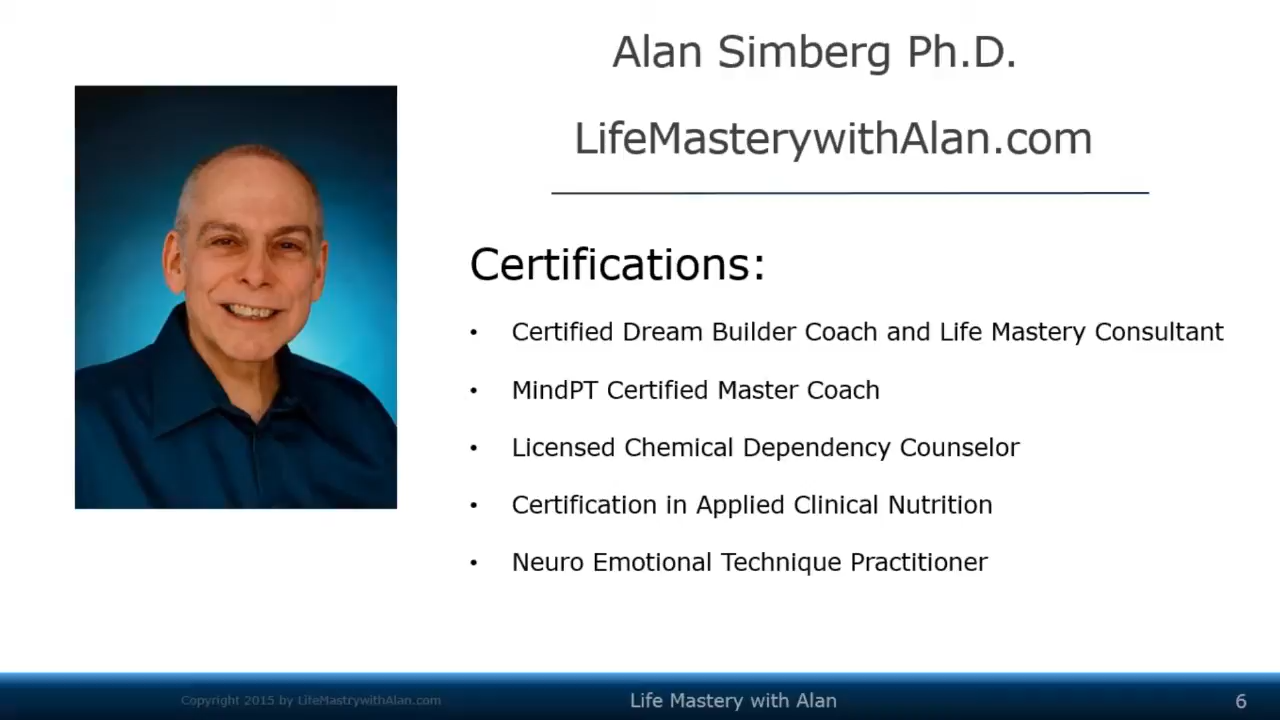 Alan Simberg Ph.D.
LifeMasterywithAlan.com
Certifications:
• Certified Dream Builder Coach and Life Mastery Consultant
• MindPT Certified Master Coach
• Licensed Chemical Dependency Counselor
• Certification in Applied Clinical Nutrition
• Neuro Emotional Technique Practitioner
Copyright 2015 by LifeMastrywithAlan.com
Life Mastery with Alan
6